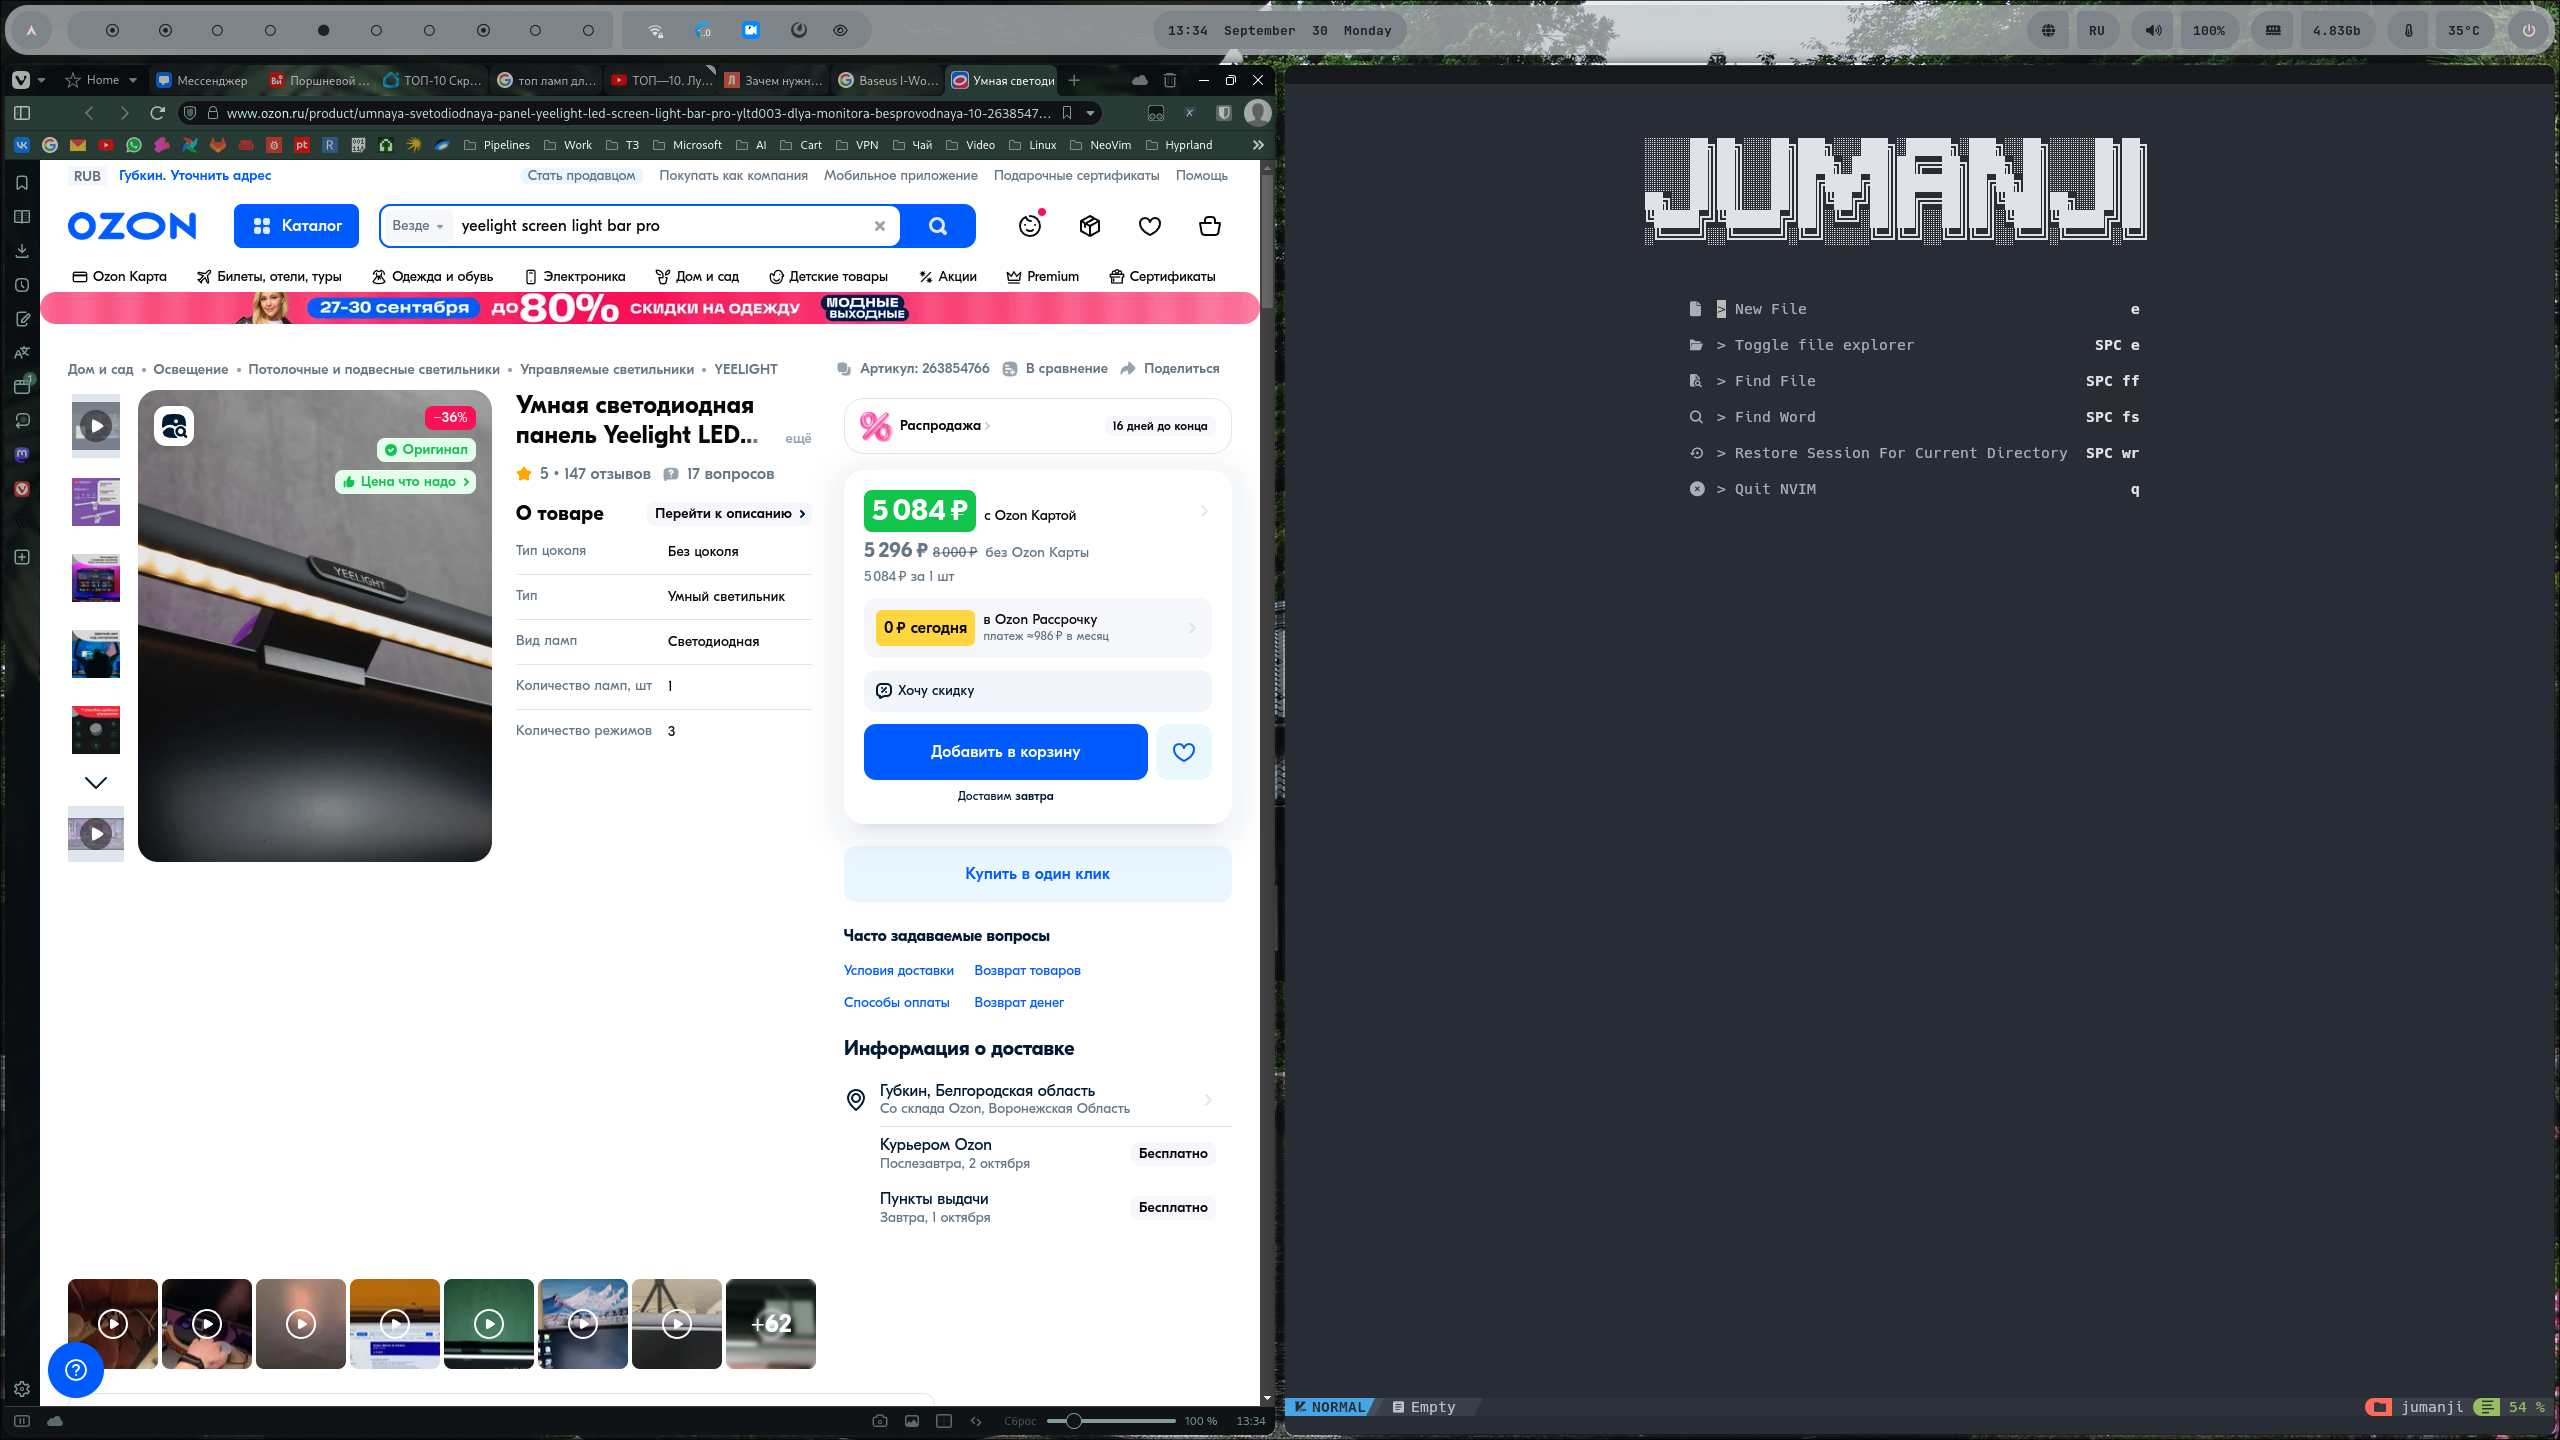 13:34 September 30 Monday
RU
100%
4.83Gb
35°C
Home
Мессенджер
Поршневой ...
ТОП-10 Скр...
топ ламп дл...
ТОП—10. Лу...
Зачем нужн...
Baseus I-Wo...
Умная светоди
www.ozon.ru/product/umnaya-svetodiodnaya-panel-yeelight-led-screen-light-bar-pro-yltd003-dlya-monitora-besprovodnaya-10-2638547...
Pipelines
Work
ТЗ
Microsoft
AI
Cart
VPN
Чай
Video
Linux
NeoVim
Hyprland
RUB
Губкин. Уточнить адрес
Стать продавцом
Покупать как компания
Мобильное приложение
Подарочные сертификаты
Помощь
OZON
Каталог
Везде
yeelight screen light bar pro
Ozon Карта
Билеты, отели, туры
Одежда и обувь
Электроника
Дом и сад
Детские товары
Акции
Premium
Сертификаты
27-30 сентября до 80% СКИДКИ НА ОДЕЖДУ
МОДНЫЕ
ВЫХОДНЫЕ
Дом и сад • Освещение • Потолочные и подвесные светильники • Управляемые светильники • YEELIGHT
Артикул: 263854766
В сравнение
Поделиться
−36%
Оригинал
Цена что надо
YEELIGHT
Умная светодиодная
панель Yeelight LED...
ещё
5 • 147 отзывов
17 вопросов
О товаре
Перейти к описанию
Тип цоколя Без цоколя
Тип Умный светильник
Вид ламп Светодиодная
Количество ламп, шт 1
Количество режимов 3
Распродажа
16 дней до конца
5 084 ₽ с Ozon Картой
5 296 ₽ 8 000 ₽ без Ozon Карты
5 084 ₽ за 1 шт
0 ₽ сегодня
в Ozon Рассрочку
платеж ≈986 ₽ в месяц
Хочу скидку
Добавить в корзину
Доставим завтра
Купить в один клик
Часто задаваемые вопросы
Условия доставки
Возврат товаров
Способы оплаты
Возврат денег
Информация о доставке
Губкин, Белгородская область
Со склада Ozon, Воронежская Область
Курьером Ozon
Послезавтра, 2 октября
Бесплатно
Пункты выдачи
Завтра, 1 октября
Бесплатно
+62
Сброс
100 %
13:34
JUMANJI
> New File e
> Toggle file explorer SPC e
> Find File SPC ff
> Find Word SPC fs
> Restore Session For Current Directory SPC wr
> Quit NVIM q
NORMAL
Empty
jumanji
54 %